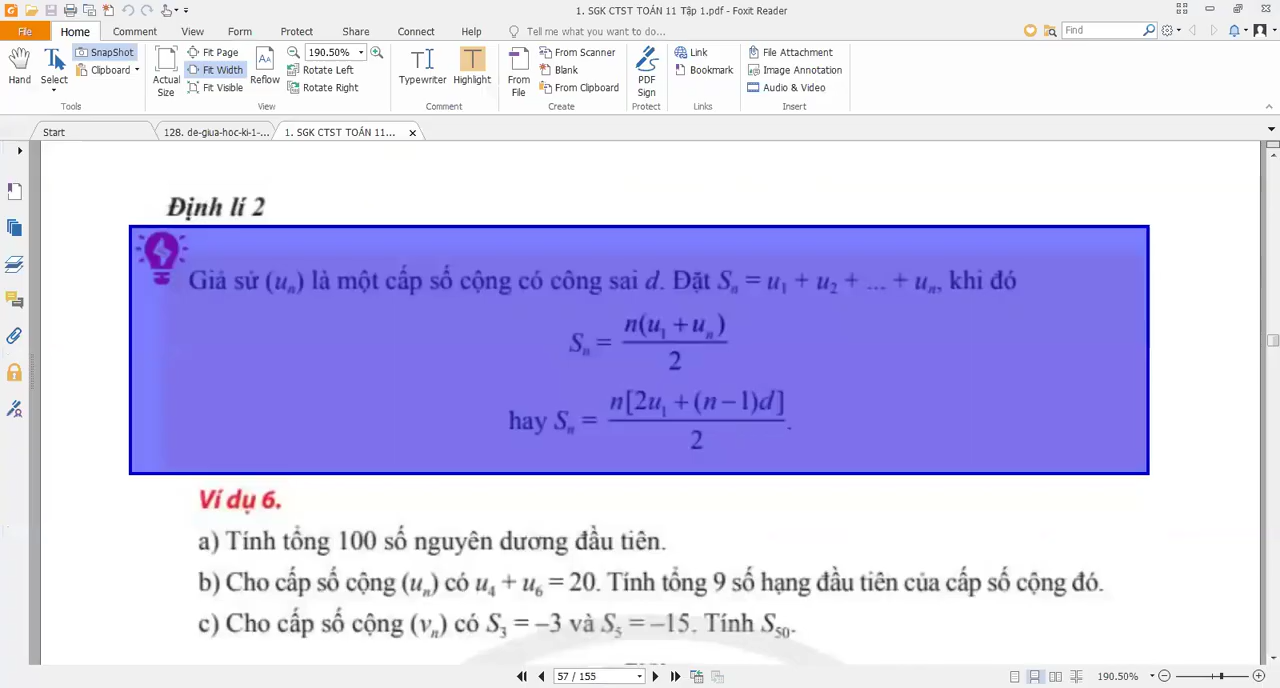 1. SGK CTST TOÁN 11 Tập 1.pdf - Foxit Reader
File Home Comment View Form Protect Share Connect Help Tell me what you want to do... Find
Hand
Select
SnapShot
Clipboard
Tools
Actual Size
Fit Page
Fit Width
Fit Visible
Reflow
190.50%
Rotate Left
Rotate Right
View
Typewriter
Highlight
Comment
From File
From Scanner
Blank
From Clipboard
Create
PDF Sign
Protect
Link
Bookmark
Links
File Attachment
Image Annotation
Audio & Video
Insert
Start 128. de-giua-hoc-ki-1-... 1. SGK CTST TOÁN 11...
Định lí 2
Giả sử (uₙ) là một cấp số cộng có công sai d. Đặt Sₙ = u₁ + u₂ + ... + uₙ, khi đó
Sₙ = n(u₁ + uₙ) / 2
hay Sₙ = n[2u₁ + (n – 1)d] / 2.
Ví dụ 6.
a) Tính tổng 100 số nguyên dương đầu tiên.
b) Cho cấp số cộng (uₙ) có u₄ + u₆ = 20. Tính tổng 9 số hạng đầu tiên của cấp số cộng đó.
c) Cho cấp số cộng (vₙ) có S₃ = –3 và S₅ = –15. Tính S₅₀.
57 / 155 190.50%